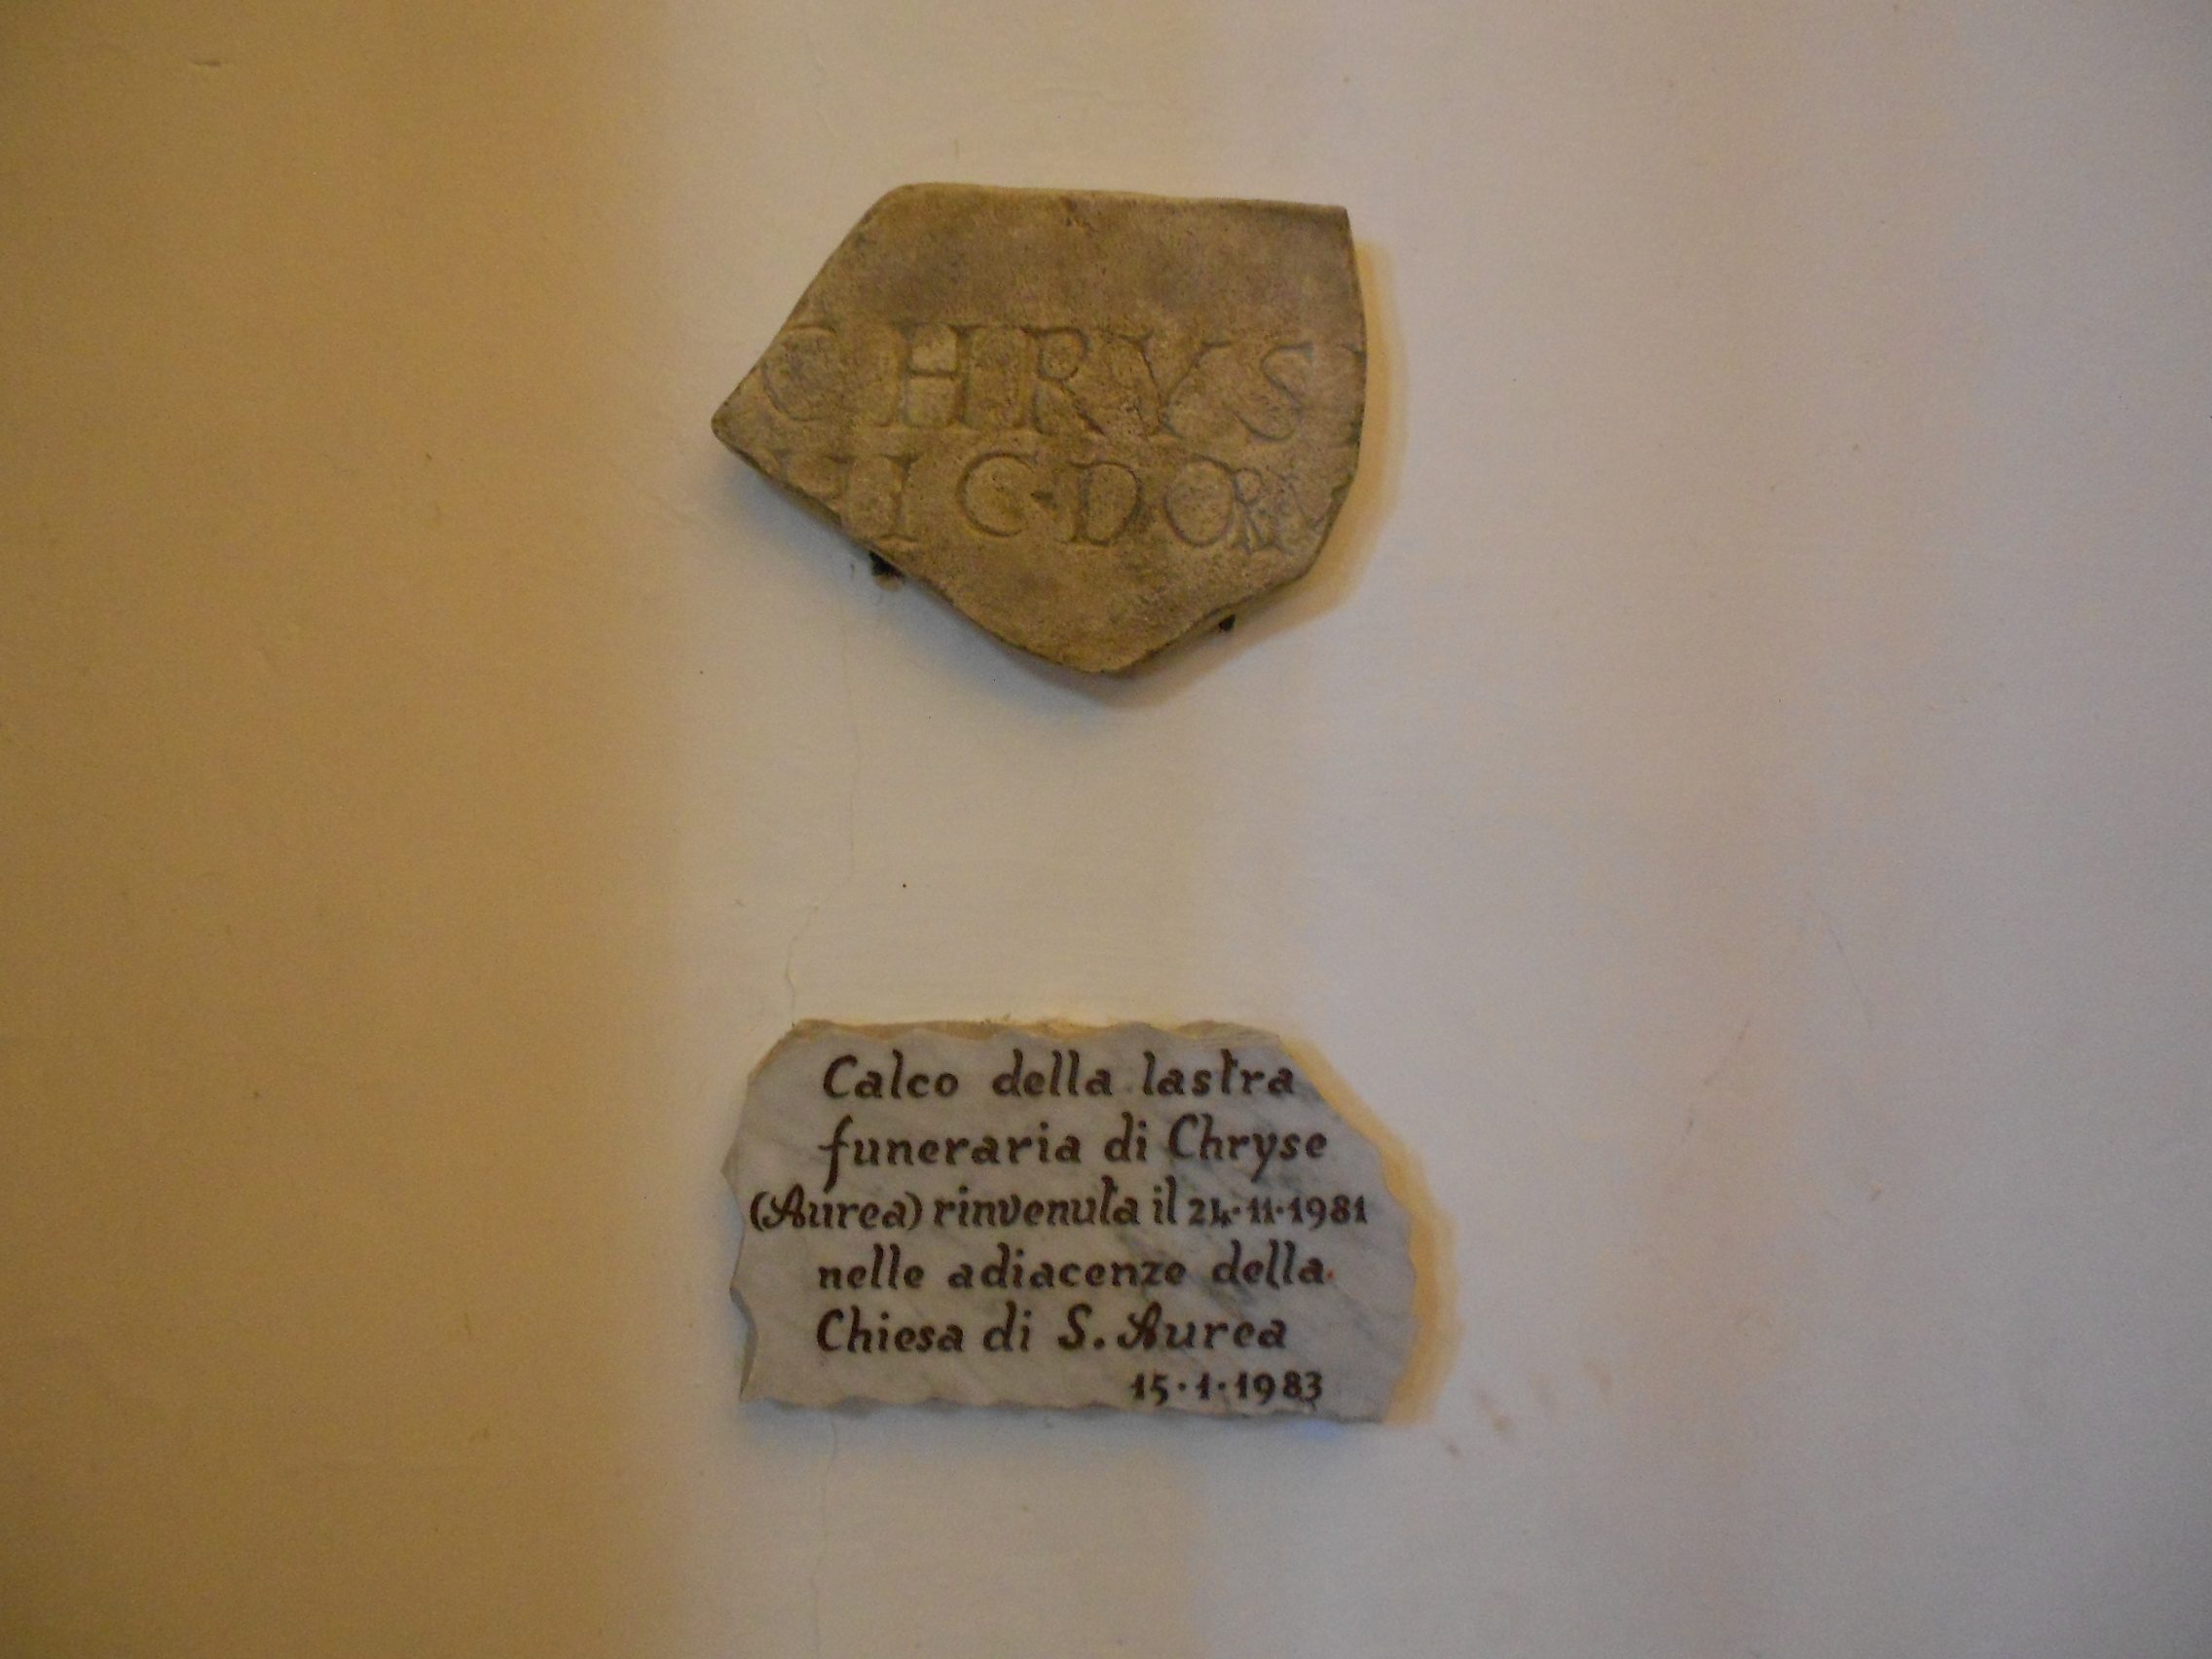 CHRYS
HIC·DOR
Calco della lastra
funeraria di Chryse
(Aurea) rinvenuta il 24·11·1981
nelle adiacenze della
Chiesa di S. Aurea
15·1·1983